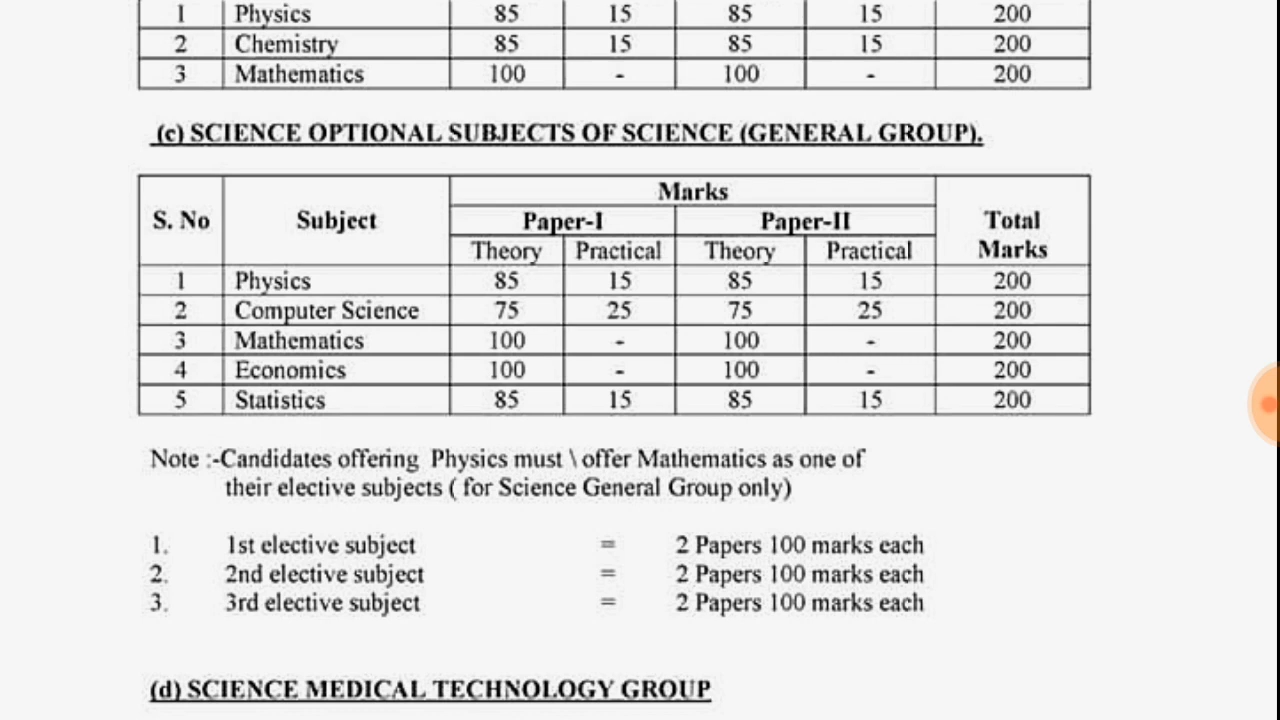 1 Physics 85 15 85 15 200
2 Chemistry 85 15 85 15 200
3 Mathematics 100 - 100 - 200
(c) SCIENCE OPTIONAL SUBJECTS OF SCIENCE (GENERAL GROUP).
Marks
S. No Subject Paper-I Paper-II Total
Theory Practical Theory Practical Marks
1 Physics 85 15 85 15 200
2 Computer Science 75 25 75 25 200
3 Mathematics 100 - 100 - 200
4 Economics 100 - 100 - 200
5 Statistics 85 15 85 15 200
Note :-Candidates offering Physics must \ offer Mathematics as one of
their elective subjects ( for Science General Group only)
1. 1st elective subject = 2 Papers 100 marks each
2. 2nd elective subject = 2 Papers 100 marks each
3. 3rd elective subject = 2 Papers 100 marks each
(d) SCIENCE MEDICAL TECHNOLOGY GROUP